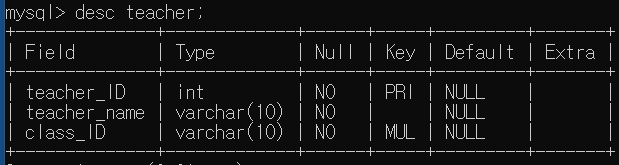 mysql> desc teacher;
+--------------+-------------+------+-----+---------+-------+
| Field | Type | Null | Key | Default | Extra |
+--------------+-------------+------+-----+---------+-------+
| teacher_ID | int | NO | PRI | NULL | |
| teacher_name | varchar(10) | NO | | NULL | |
| class_ID | varchar(10) | NO | MUL | NULL | |
+--------------+-------------+------+-----+---------+-------+